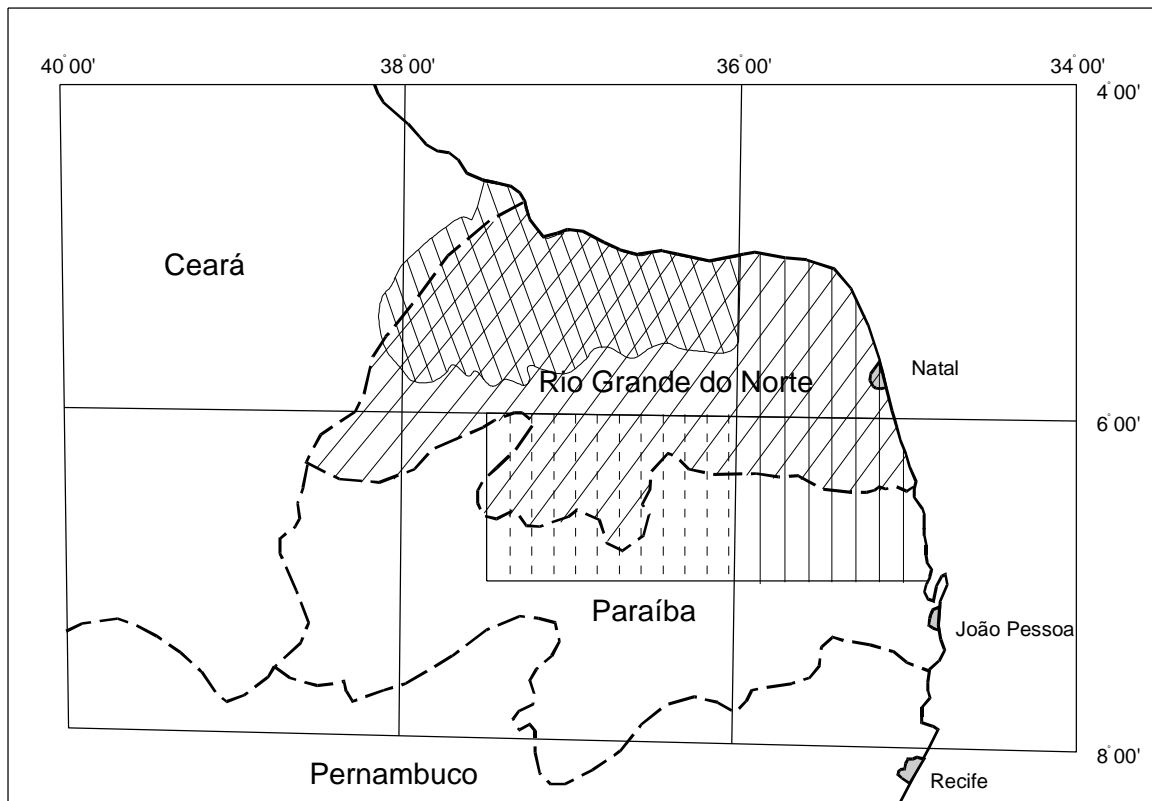 40°00' 38°00' 36°00' 34°00'
4°00'
Ceará
Rio Grande do Norte
Natal
6°00'
Paraíba
João Pessoa
8°00'
Pernambuco
Recife